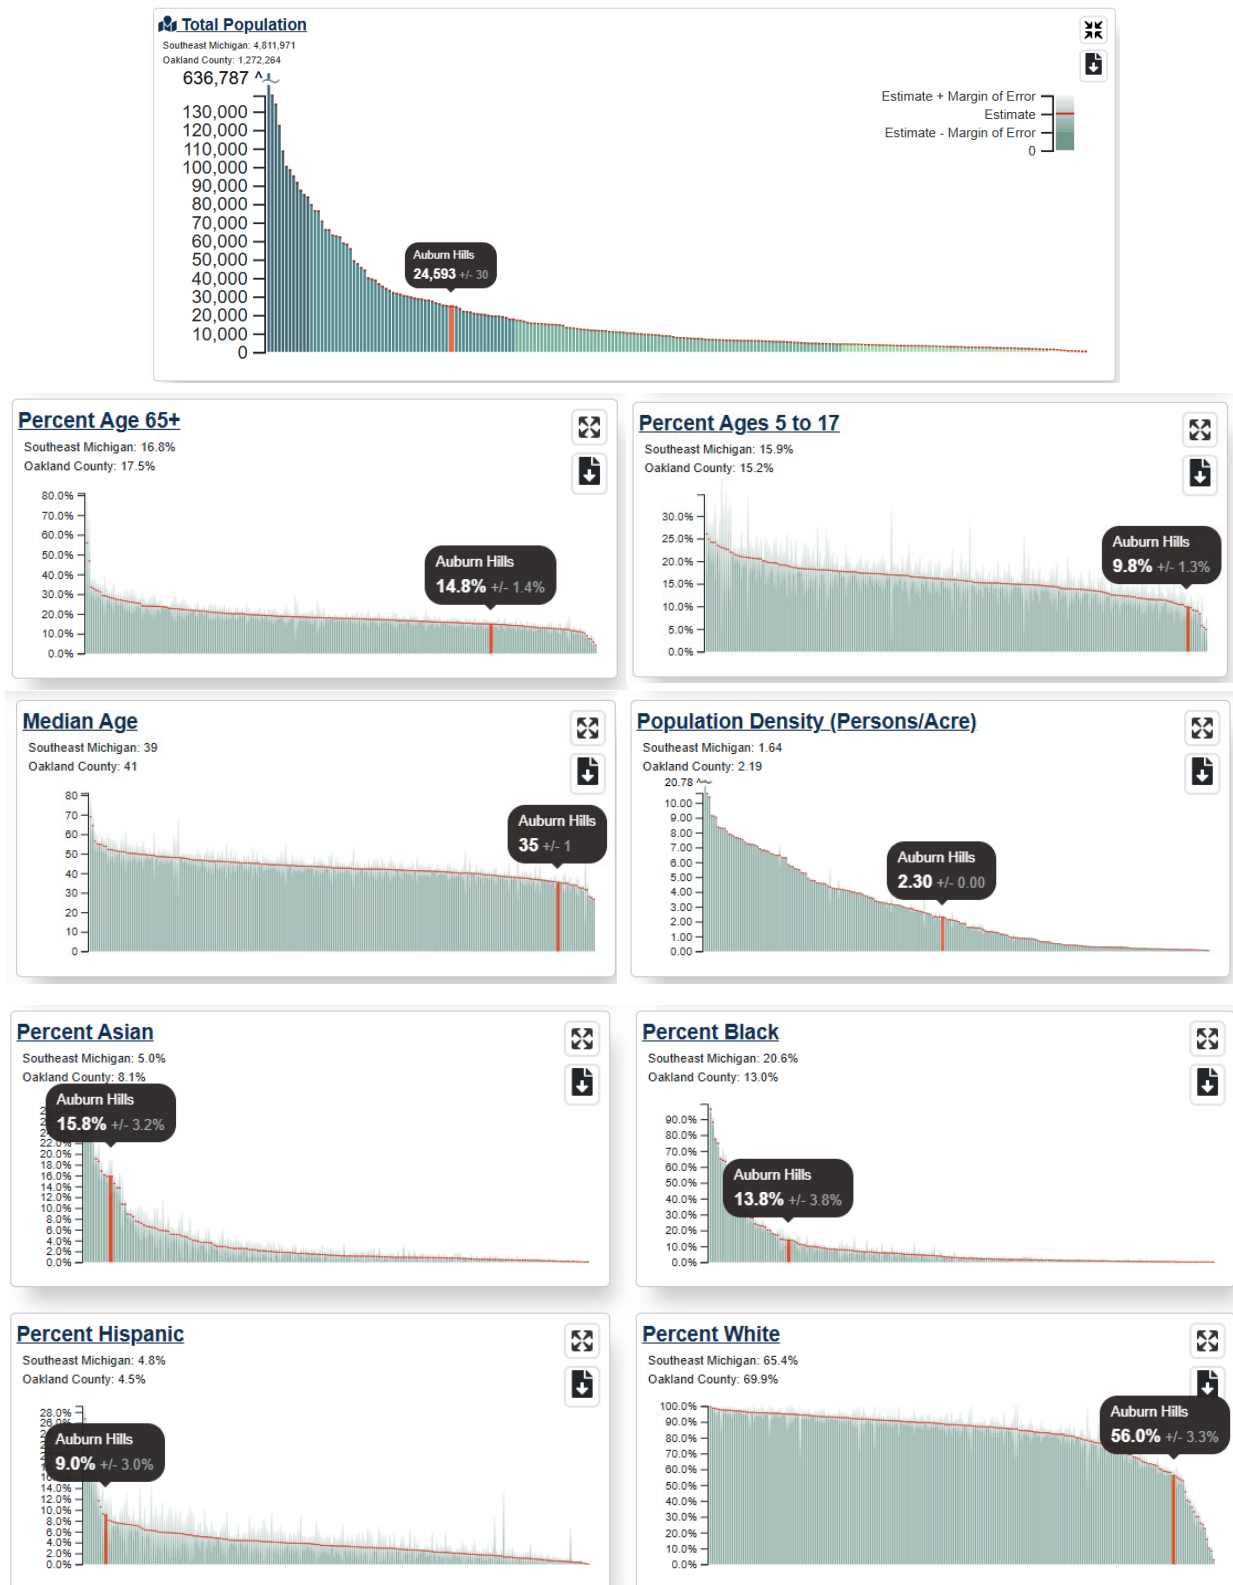 Total Population
Southeast Michigan: 4,811,971
Oakland County: 1,272,264
636,787 ^
130,000
120,000
110,000
100,000
90,000
80,000
70,000
60,000
50,000
40,000
30,000
20,000
10,000
0
Estimate + Margin of Error
Estimate
Estimate - Margin of Error
0
Auburn Hills
24,593 +/- 30
Percent Age 65+
Southeast Michigan: 16.8%
Oakland County: 17.5%
80.0%
70.0%
60.0%
50.0%
40.0%
30.0%
20.0%
10.0%
0.0%
Auburn Hills
14.8% +/- 1.4%
Percent Ages 5 to 17
Southeast Michigan: 15.9%
Oakland County: 15.2%
30.0%
25.0%
20.0%
15.0%
10.0%
5.0%
0.0%
Auburn Hills
9.8% +/- 1.3%
Median Age
Southeast Michigan: 39
Oakland County: 41
80
70
60
50
40
30
20
10
0
Auburn Hills
35 +/- 1
Population Density (Persons/Acre)
Southeast Michigan: 1.64
Oakland County: 2.19
20.78 ^
10.00
9.00
8.00
7.00
6.00
5.00
4.00
3.00
2.00
1.00
0.00
Auburn Hills
2.30 +/- 0.00
Percent Asian
Southeast Michigan: 5.0%
Oakland County: 8.1%
Auburn Hills
15.8% +/- 3.2%
22.0%
20.0%
18.0%
16.0%
14.0%
12.0%
10.0%
8.0%
6.0%
4.0%
2.0%
0.0%
Percent Black
Southeast Michigan: 20.6%
Oakland County: 13.0%
90.0%
80.0%
70.0%
60.0%
50.0%
40.0%
30.0%
20.0%
10.0%
0.0%
Auburn Hills
13.8% +/- 3.8%
Percent Hispanic
Southeast Michigan: 4.8%
Oakland County: 4.5%
28.0%
26.0%
Auburn Hills
9.0% +/- 3.0%
14.0%
12.0%
10.0%
8.0%
6.0%
4.0%
2.0%
0.0%
Percent White
Southeast Michigan: 65.4%
Oakland County: 69.9%
100.0%
90.0%
80.0%
70.0%
60.0%
50.0%
40.0%
30.0%
20.0%
10.0%
0.0%
Auburn Hills
56.0% +/- 3.3%